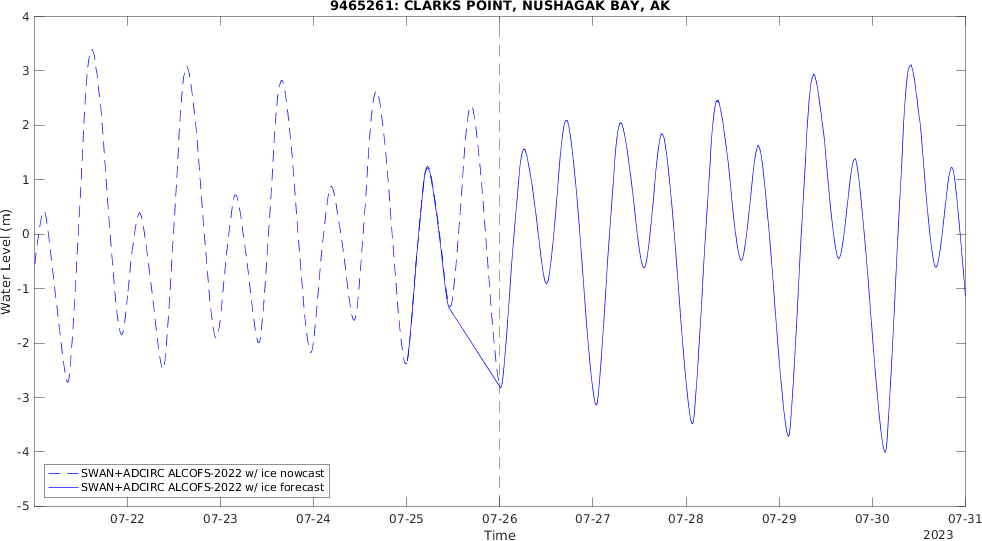 9465261: CLARKS POINT, NUSHAGAK BAY, AK
Water Level (m)
4
3
2
1
0
-1
-2
-3
-4
-5
SWAN+ADCIRC ALCOFS-2022 w/ ice nowcast
SWAN+ADCIRC ALCOFS-2022 w/ ice forecast
07-22 07-23 07-24 07-25 07-26 07-27 07-28 07-29 07-30 07-31
Time
2023